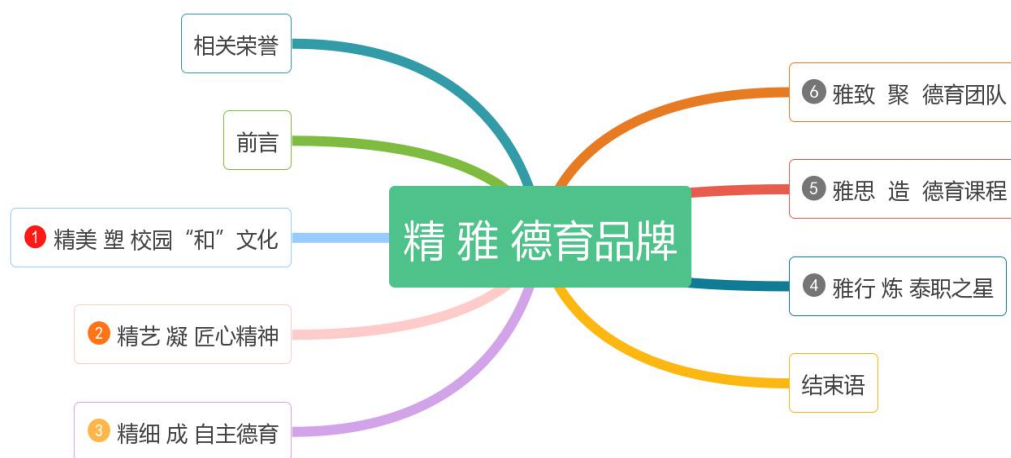 相关荣誉
前言
1 精美 塑 校园“和”文化
2 精艺 凝 匠心精神
3 精细 成 自主德育
精 雅 德育品牌
6 雅致 聚 德育团队
5 雅思 造 德育课程
4 雅行 炼 泰职之星
结束语